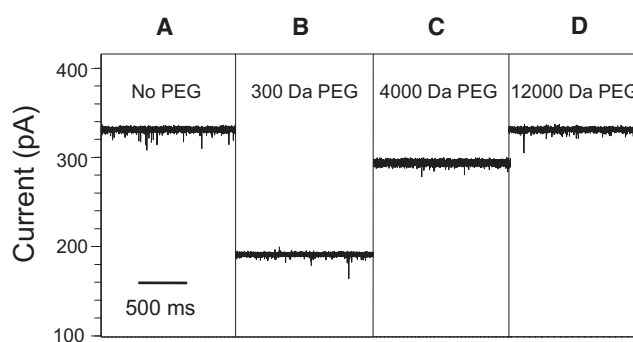 A B C D
400
No PEG 300 Da PEG 4000 Da PEG 12000 Da PEG
300
200
100
Current (pA)
500 ms